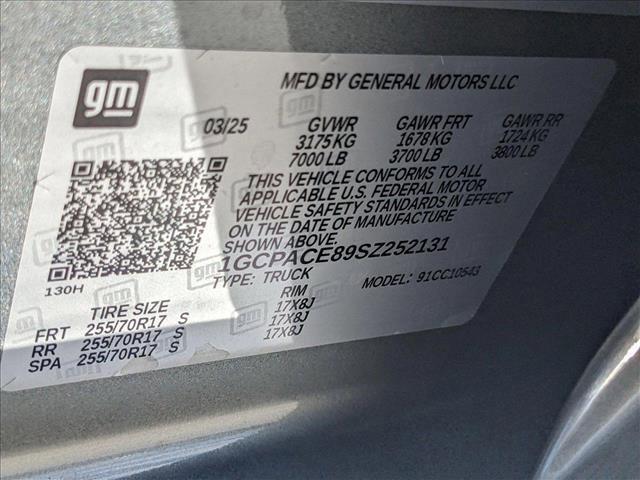 gm
MFD BY GENERAL MOTORS LLC
03/25 GVWR GAWR FRT GAWR RR
3175 KG 1678 KG 1724 KG
7000 LB 3700 LB 3800 LB
THIS VEHICLE CONFORMS TO ALL
APPLICABLE U.S. FEDERAL MOTOR
VEHICLE SAFETY STANDARDS IN EFFECT
ON THE DATE OF MANUFACTURE
SHOWN ABOVE.
1GCPACE89SZ252131
130H TYPE: TRUCK MODEL: 91CC10543
TIRE SIZE RIM
FRT 255/70R17 S 17X8J
RR 255/70R17 S 17X8J
SPA 255/70R17 S 17X8J